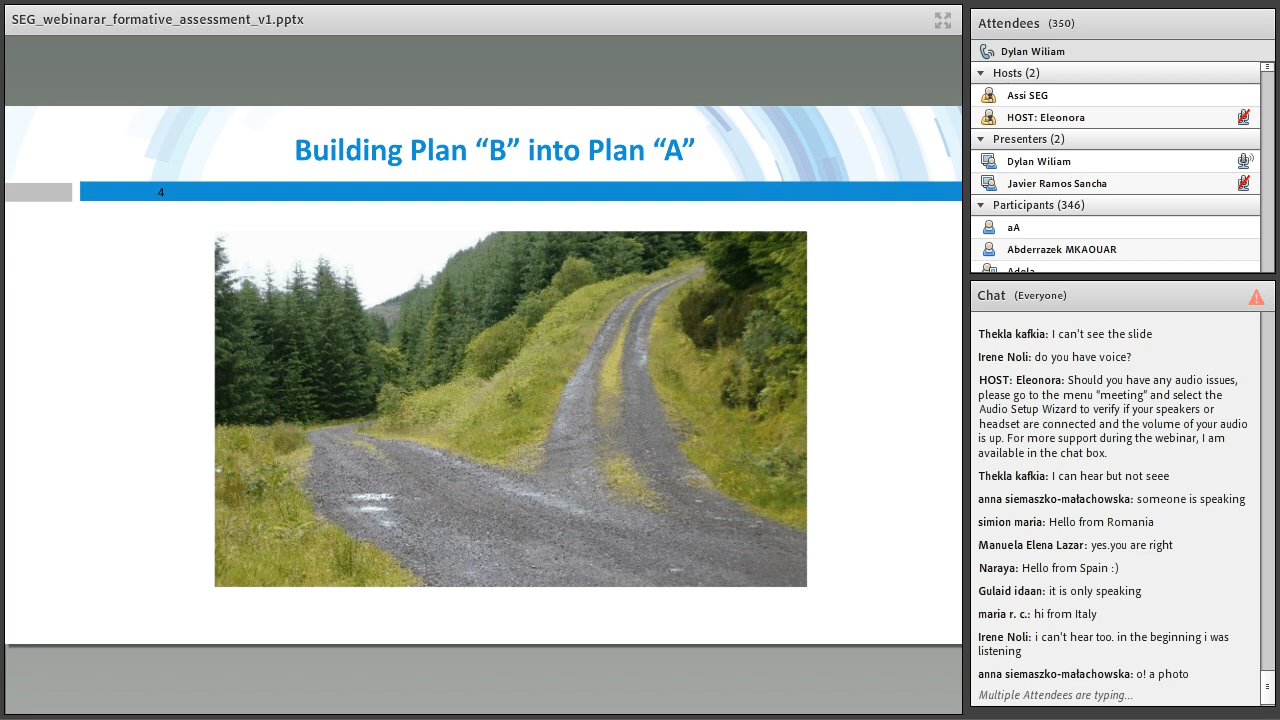 SEG_webinarar_formative_assessment_v1.pptx
Building Plan “B” into Plan “A”
4
Attendees (350)
Dylan Wiliam
Hosts (2)
Assi SEG
HOST: Eleonora
Presenters (2)
Dylan Wiliam
Javier Ramos Sancha
Participants (346)
aA
Abderrazek MKAOUAR
Adela
Chat (Everyone)
Thekla kafkia: I can't see the slide
Irene Noli: do you have voice?
HOST: Eleonora: Should you have any audio issues,
please go to the menu "meeting" and select the
Audio Setup Wizard to verify if your speakers or
headset are connected and the volume of your audio
is up. For more support during the webinar, I am
available in the chat box.
Thekla kafkia: I can hear but not seee
anna siemaszko-małachowska: someone is speaking
simion maria: Hello from Romania
Manuela Elena Lazar: yes.you are right
Naraya: Hello from Spain :)
Gulaid idaan: it is only speaking
maria r. c.: hi from Italy
Irene Noli: i can't hear too. in the beginning i was
listening
anna siemaszko-małachowska: o! a photo
Multiple Attendees are typing...